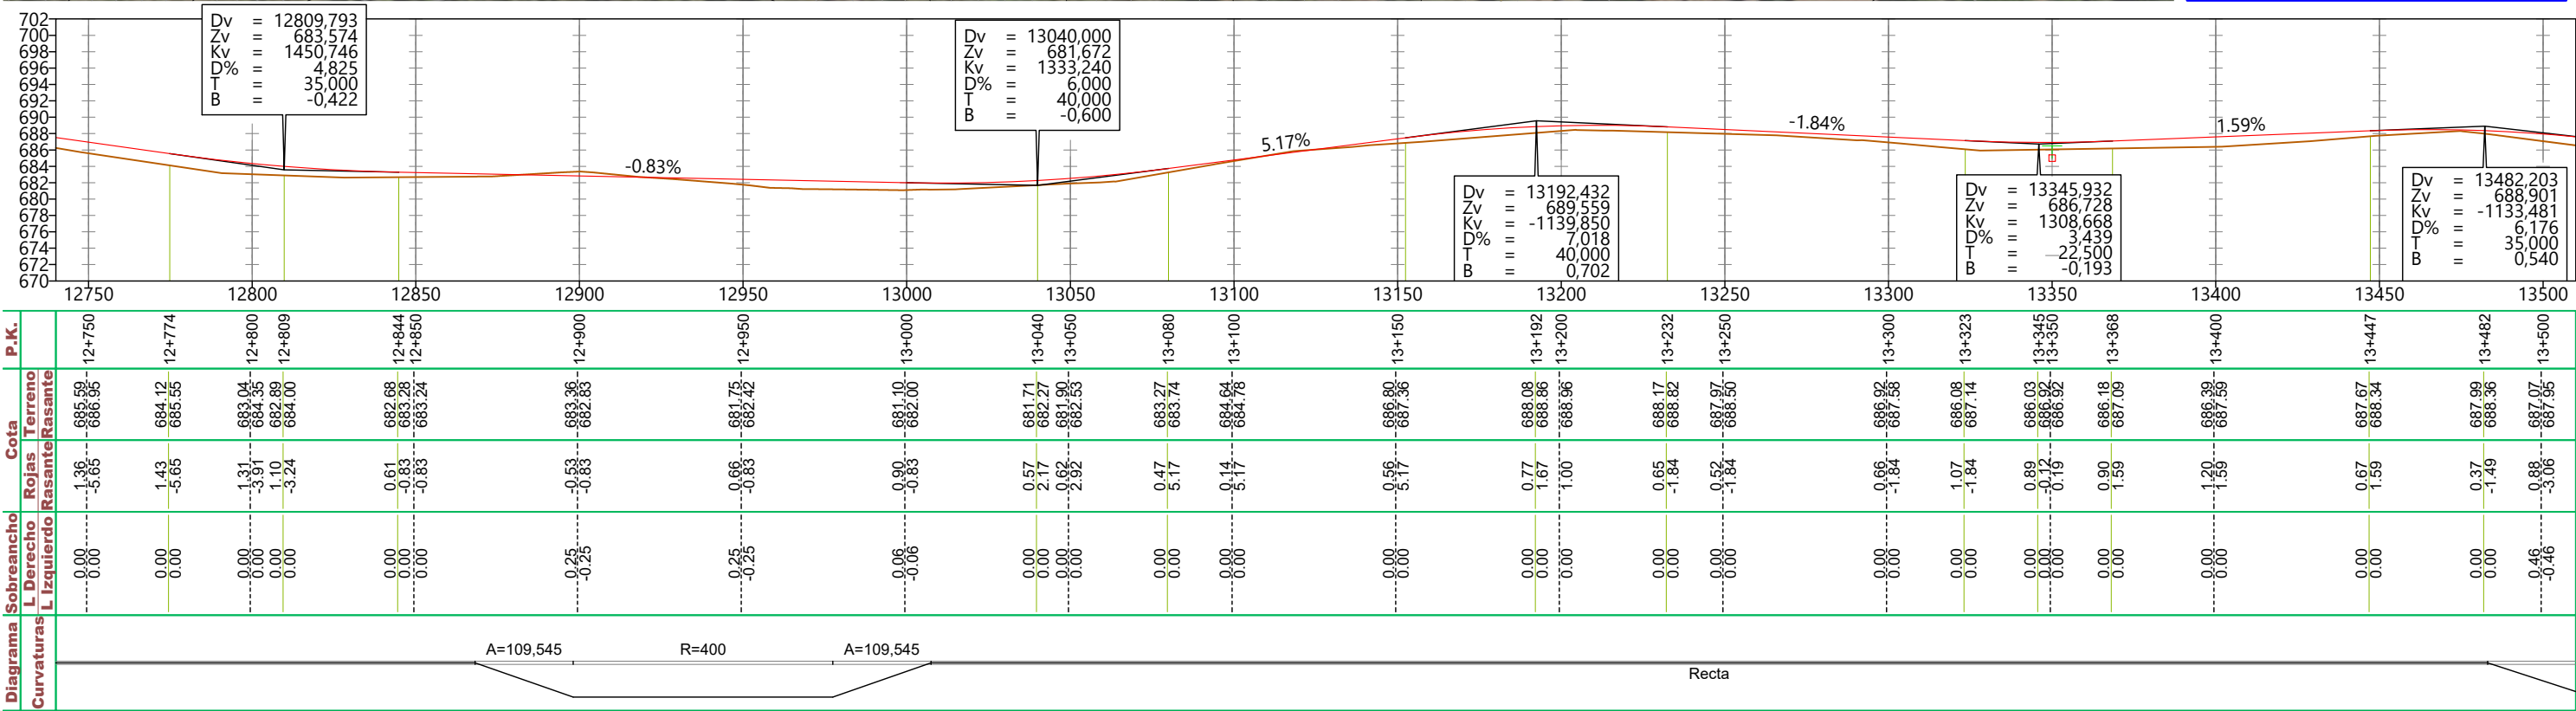 702
700
698
696
694
692
690
688
686
684
682
680
678
676
674
672
670
Dv = 12809,793
Zv = 683,574
Kv = 1450,746
D% = 4,825
T = 35,000
B = -0,422
Dv = 13040,000
Zv = 681,672
Kv = 1333,240
D% = 6,000
T = 40,000
B = -0,600
Dv = 13192,432
Zv = 689,559
Kv = -1139,850
D% = 7,018
T = 40,000
B = 0,702
Dv = 13345,932
Zv = 686,728
Kv = 1308,668
D% = 3,439
T = 22,500
B = -0,193
Dv = 13482,203
Zv = 688,901
Kv = -1133,481
D% = 6,176
T = 35,000
B = 0,540
-0.83%
5.17%
-1.84%
1.59%
12750 12800 12850 12900 12950 13000 13050 13100 13150 13200 13250 13300 13350 13400 13450 13500
P.K.
12+750 12+774 12+800 12+809 12+844 12+850 12+900 12+950 13+000 13+040 13+050 13+080 13+100 13+150 13+192 13+200 13+232 13+250 13+300 13+323 13+345 13+350 13+368 13+400 13+447 13+482 13+500
Cota
Terreno
685.59 684.12 683.04 682.89 682.68 683.36 681.75 681.10 681.71 681.90 683.27 684.64 686.80 688.08 688.17 687.97 686.92 686.08 686.03 686.18 686.39 687.67 687.99 687.07
Rasante
686.95 685.55 684.35 684.00 683.28 683.24 682.83 682.42 682.00 682.27 682.53 683.74 684.78 687.36 688.86 688.96 688.82 688.50 687.58 687.14 686.92 686.92 687.09 687.59 688.34 688.36 687.95
Rojas
1.36 1.43 1.31 1.10 0.61 -0.53 0.66 0.90 0.57 0.62 0.47 0.14 0.56 0.77 0.65 0.52 0.66 1.07 0.89 0.90 1.20 0.67 0.37 0.88
Rasante
-5.65 -5.65 -3.91 -3.24 -0.83 -0.83 -0.83 -0.83 -0.83 2.17 2.92 5.17 5.17 5.17 1.67 1.00 -1.84 -1.84 -1.84 -1.84 -0.12 0.19 1.59 1.59 1.59 -1.49 -3.06
Sobreancho
L Derecho
0.00 0.00 0.00 0.00 0.00 0.25 0.25 0.06 0.00 0.00 0.00 0.00 0.00 0.00 0.00 0.00 0.00 0.00 0.00 0.00 0.00 0.00 0.00 0.46
L Izquierdo
0.00 0.00 0.00 0.00 0.00 0.00 -0.25 -0.25 -0.06 0.00 0.00 0.00 0.00 0.00 0.00 0.00 0.00 0.00 0.00 0.00 0.00 0.00 0.00 0.00 0.00 0.00 -0.46
Diagrama
Curvaturas
A=109,545
R=400
A=109,545
Recta